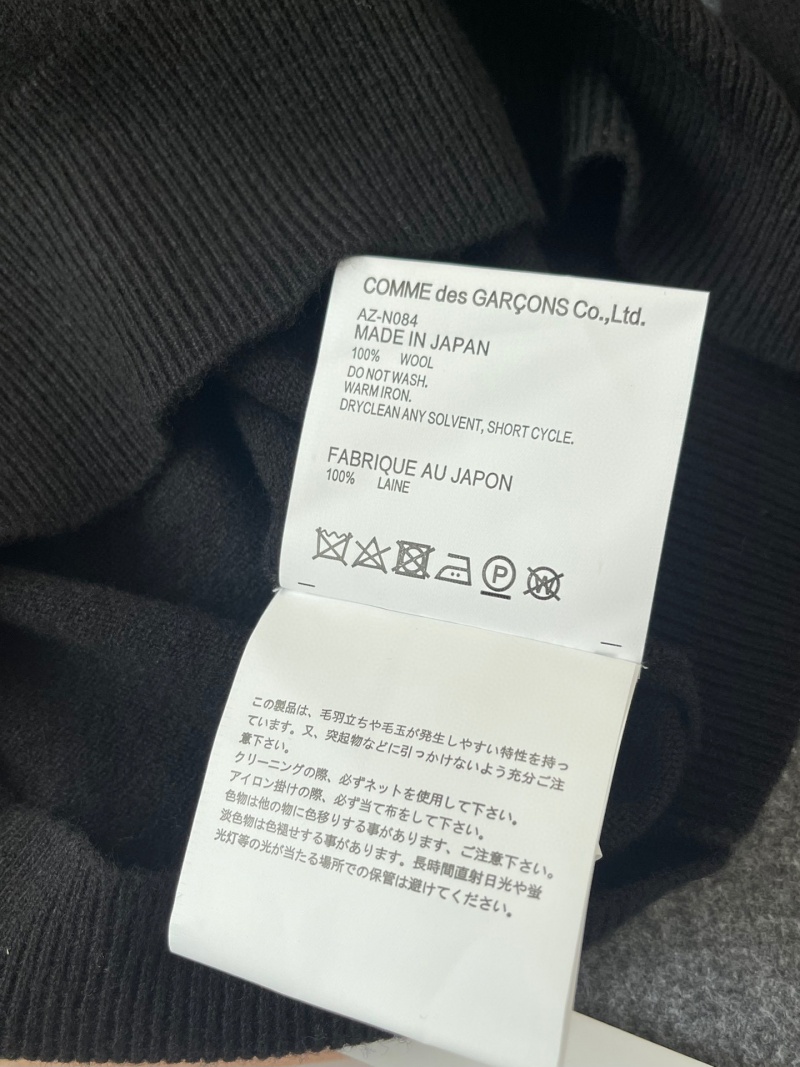 COMME des GARÇONS Co.,Ltd.
AZ-N084
MADE IN JAPAN
100% WOOL
DO NOT WASH.
WARM IRON.
DRYCLEAN ANY SOLVENT, SHORT CYCLE.
FABRIQUE AU JAPON
100% LAINE
P W
この製品は、毛羽立ちや毛玉が発生しやすい特性を持っ
ています。又、突起物などに引っかけないよう充分ご注
意下さい。
クリーニングの際、必ずネットを使用して下さい。
アイロン掛けの際、必ず当て布をして下さい。
色物は他の物に色移りする事があります、ご注意下さい。
淡色物は色褪せする事があります。長時間直射日光や蛍
光灯等の光が当たる場所での保管は避けてください。